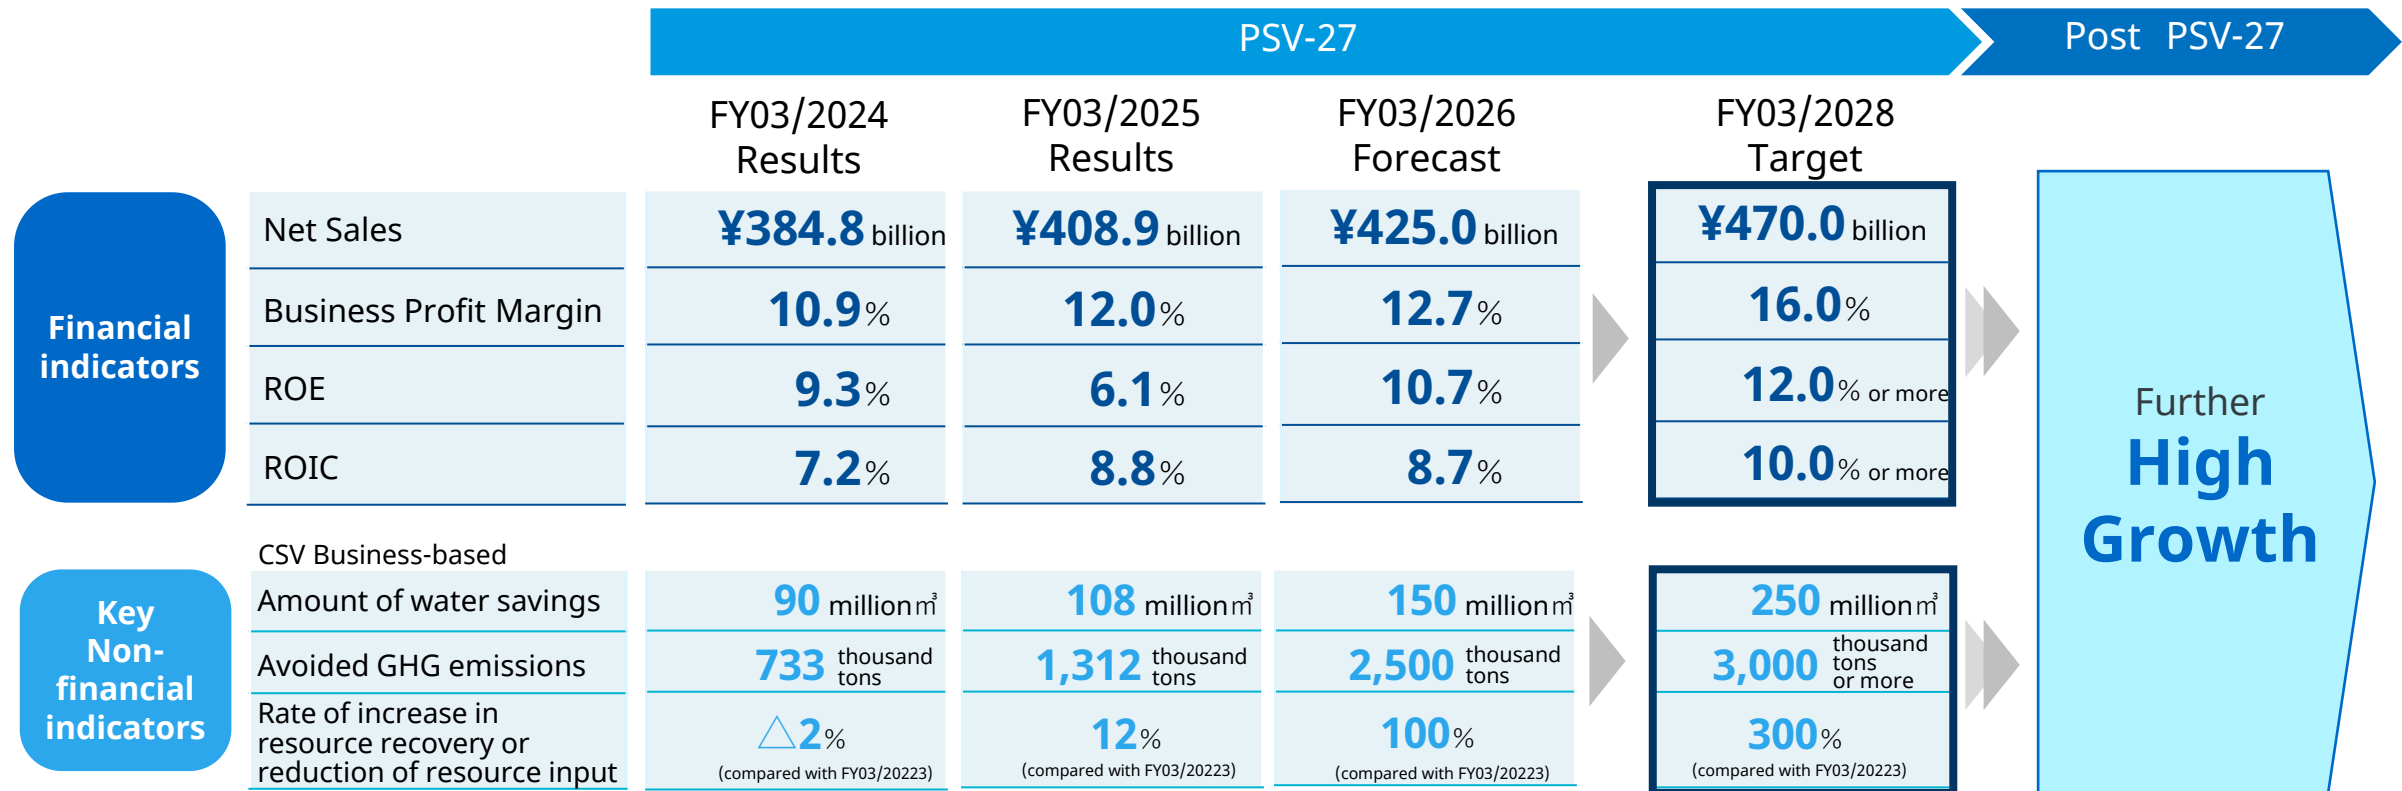 PSV-27
Post PSV-27
FY03/2024
Results
FY03/2025
Results
FY03/2026
Forecast
FY03/2028
Target
Financial
indicators
Net Sales
¥384.8 billion
¥408.9 billion
¥425.0 billion
¥470.0 billion
Business Profit Margin
10.9%
12.0%
12.7%
16.0%
ROE
9.3%
6.1%
10.7%
12.0% or more
ROIC
7.2%
8.8%
8.7%
10.0% or more
Further
High
Growth
CSV Business-based
Key
Non-
financial
indicators
Amount of water savings
90 million㎥
108 million㎥
150 million㎥
250 million㎥
Avoided GHG emissions
733 thousand
tons
1,312 thousand
tons
2,500 thousand
tons
3,000 thousand
tons
or more
Rate of increase in
resource recovery or
reduction of resource input
△2%
(compared with FY03/20223)
12%
(compared with FY03/20223)
100%
(compared with FY03/20223)
300%
(compared with FY03/20223)